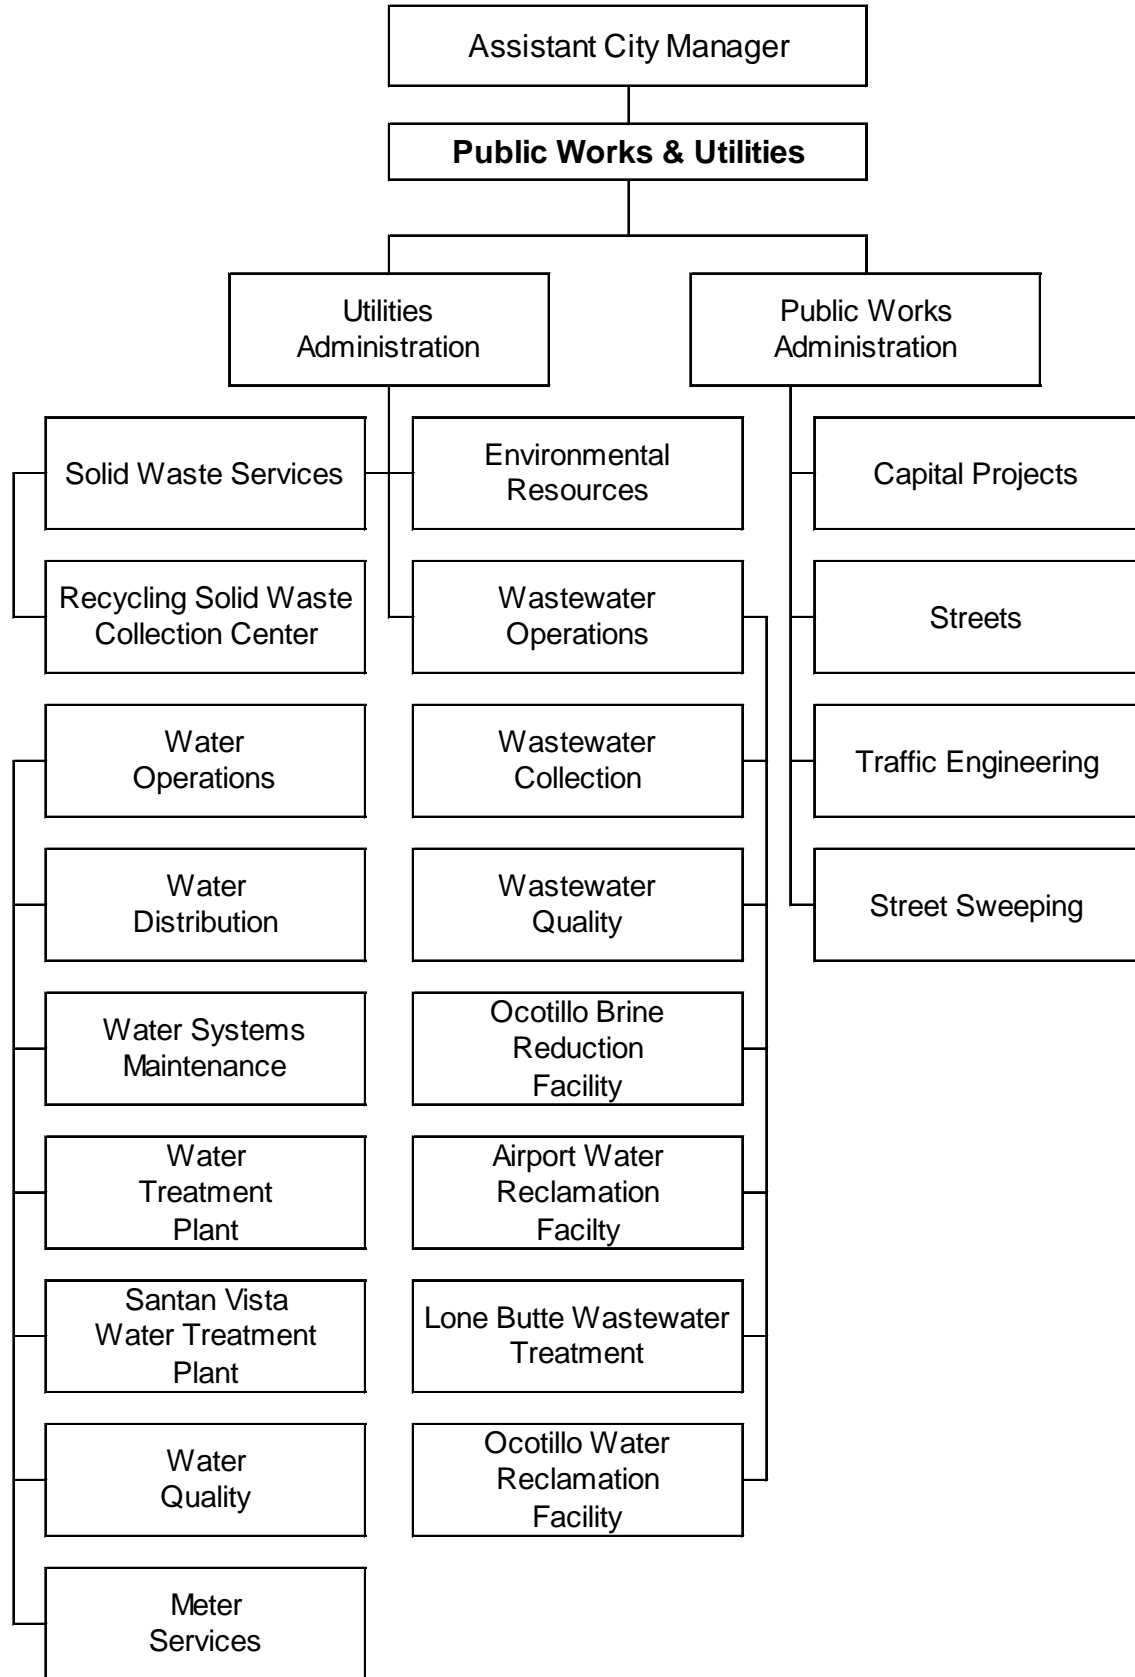 Assistant City Manager
Public Works & Utilities
Utilities
Administration
Public Works
Administration
Solid Waste Services
Environmental
Resources
Capital Projects
Recycling Solid Waste
Collection Center
Wastewater
Operations
Streets
Water
Operations
Wastewater
Collection
Traffic Engineering
Water
Distribution
Wastewater
Quality
Street Sweeping
Water Systems
Maintenance
Ocotillo Brine
Reduction
Facility
Water
Treatment
Plant
Airport Water
Reclamation
Facilty
Santan Vista
Water Treatment
Plant
Lone Butte Wastewater
Treatment
Water
Quality
Ocotillo Water
Reclamation
Facility
Meter
Services